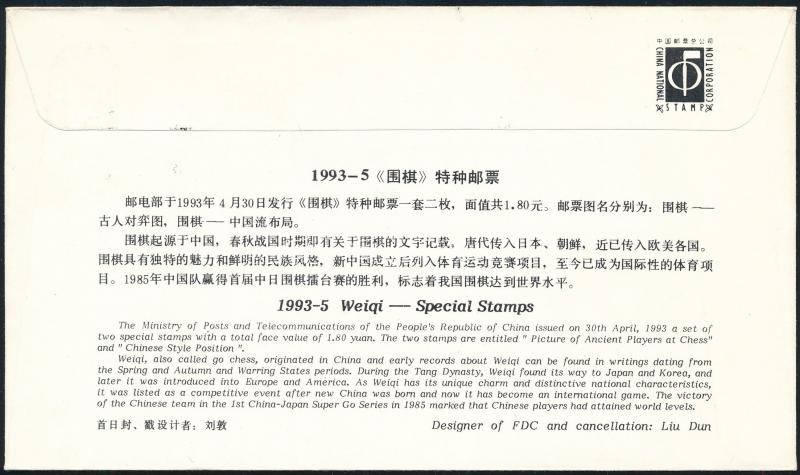 中国邮票总公司
CHINA NATIONAL
STAMP
CORPORATION
1993－5《围棋》特种邮票
邮电部于1993年４月30日发行《围棋》特种邮票一套二枚，面值共1.80元。邮票图名分别为：围棋——
古人对弈图，围棋——中国流布局。
围棋起源于中国，春秋战国时期即有关于围棋的文字记载，唐代传入日本、朝鲜，近已传入欧美各国。
围棋具有独特的魅力和鲜明的民族风格，新中国成立后列入体育运动竞赛项目，至今已成为国际性的体育项
目。1985年中国队赢得首届中日围棋擂台赛的胜利，标志着我国围棋达到世界水平。
1993-5 Weiqi — Special Stamps
The Ministry of Posts and Telecommunications of the People's Republic of China issued on 30th April, 1993 a set of
two special stamps with a total face value of 1.80 yuan. The two stamps are entitled " Picture of Ancient Players at Chess"
and " Chinese Style Position ".
Weiqi, also called go chess, originated in China and early records about Weiqi can be found in writings dating from
the Spring and Autumn and Warring States periods. During the Tang Dynasty, Weiqi found its way to Japan and Korea, and
later it was introduced into Europe and America. As Weiqi has its unique charm and distinctive national characteristics,
it was listed as a competitive event after new China was born and now it has become an international game. The victory
of the Chinese team in the 1st China-Japan Super Go Series in 1985 marked that Chinese players had attained world levels.
首日封、戳设计者：刘敦
Designer of FDC and cancellation: Liu Dun